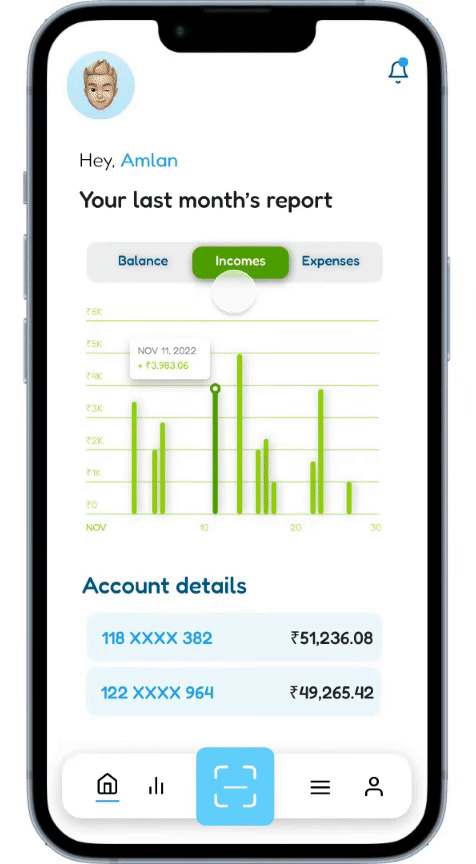 Hey, Amlan
Your last month's report
Balance Incomes Expenses
₹6K
₹5K
NOV 11, 2022
+ ₹3,983.06
₹4K
₹3K
₹2K
₹1K
₹0
NOV 10 20 30
Account details
118 XXXX 382 ₹51,236.08
122 XXXX 964 ₹49,265.42